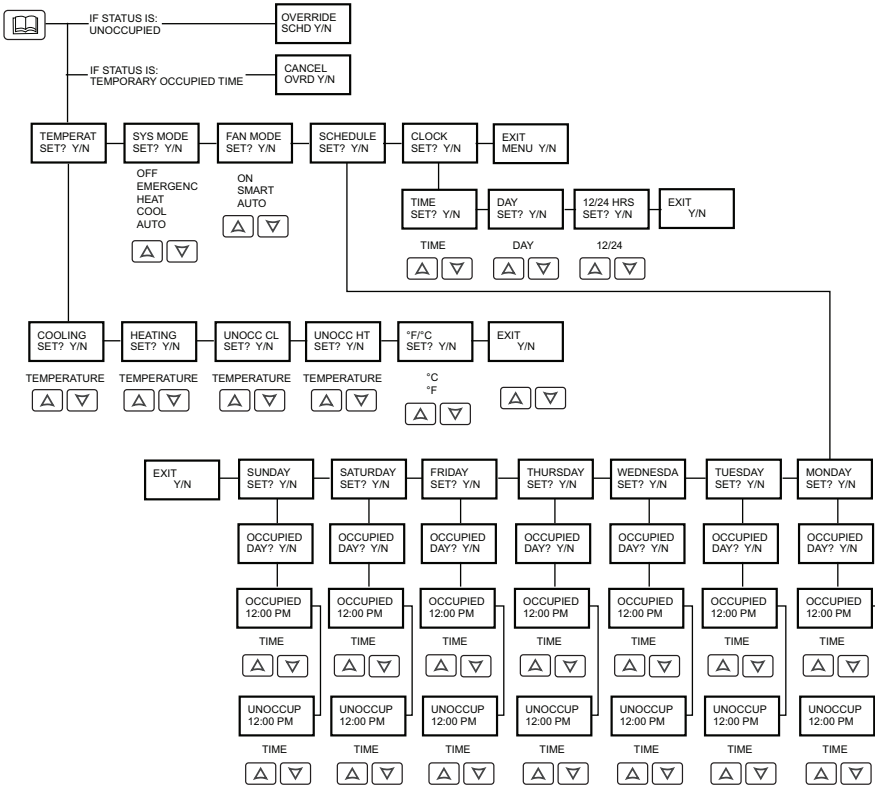 IF STATUS IS:
UNOCCUPIED
OVERRIDE
SCHD Y/N
IF STATUS IS:
TEMPORARY OCCUPIED TIME
CANCEL
OVRD Y/N
TEMPERAT
SET? Y/N
SYS MODE
SET? Y/N
FAN MODE
SET? Y/N
SCHEDULE
SET? Y/N
CLOCK
SET? Y/N
EXIT
MENU Y/N
OFF
EMERGENC
HEAT
COOL
AUTO
ON
SMART
AUTO
TIME
SET? Y/N
DAY
SET? Y/N
12/24 HRS
SET? Y/N
EXIT
Y/N
TIME
DAY
12/24
COOLING
SET? Y/N
HEATING
SET? Y/N
UNOCC CL
SET? Y/N
UNOCC HT
SET? Y/N
°F/°C
SET? Y/N
EXIT
Y/N
TEMPERATURE
TEMPERATURE
TEMPERATURE
TEMPERATURE
°C
°F
EXIT
Y/N
SUNDAY
SET? Y/N
SATURDAY
SET? Y/N
FRIDAY
SET? Y/N
THURSDAY
SET? Y/N
WEDNESDA
SET? Y/N
TUESDAY
SET? Y/N
MONDAY
SET? Y/N
OCCUPIED
DAY? Y/N
OCCUPIED
DAY? Y/N
OCCUPIED
DAY? Y/N
OCCUPIED
DAY? Y/N
OCCUPIED
DAY? Y/N
OCCUPIED
DAY? Y/N
OCCUPIED
DAY? Y/N
OCCUPIED
12:00 PM
OCCUPIED
12:00 PM
OCCUPIED
12:00 PM
OCCUPIED
12:00 PM
OCCUPIED
12:00 PM
OCCUPIED
12:00 PM
OCCUPIED
12:00 PM
TIME
TIME
TIME
TIME
TIME
TIME
TIME
UNOCCUP
12:00 PM
UNOCCUP
12:00 PM
UNOCCUP
12:00 PM
UNOCCUP
12:00 PM
UNOCCUP
12:00 PM
UNOCCUP
12:00 PM
UNOCCUP
12:00 PM
TIME
TIME
TIME
TIME
TIME
TIME
TIME